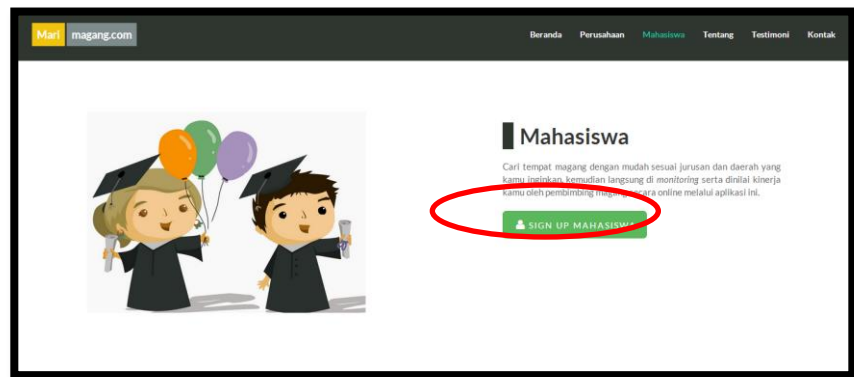 Mari magang.com
Beranda Perusahaan Mahasiswa Tentang Testimoni Kontak
Mahasiswa
Cari tempat magang dengan mudah sesuai jurusan dan daerah yang
kamu inginkan, kemudian langsung di monitoring serta dinilai kinerja
kamu oleh pembimbing magang secara online melalui aplikasi ini.
SIGN UP MAHASISWA